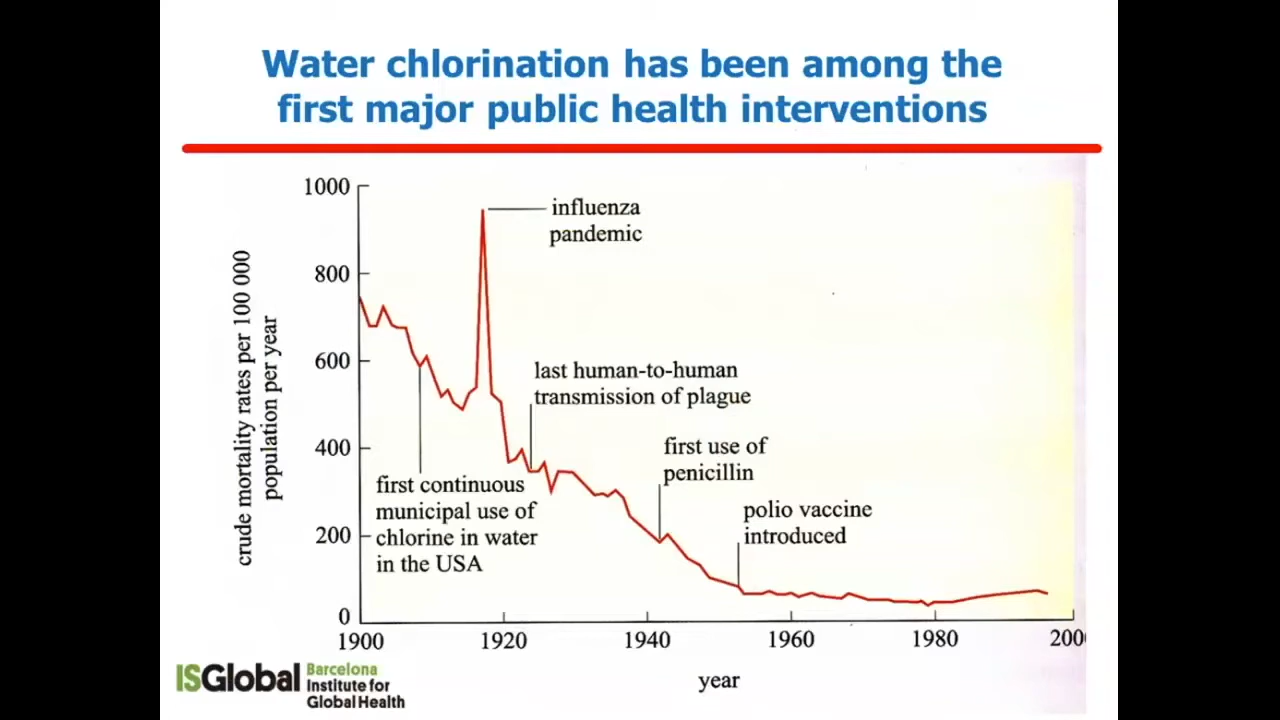 Water chlorination has been among the
first major public health interventions
1000
800
600
400
200
0
crude mortality rates per 100 000
population per year
influenza
pandemic
last human-to-human
transmission of plague
first use of
penicillin
polio vaccine
introduced
first continuous
municipal use of
chlorine in water
in the USA
1900
1920
1940
1960
1980
200
year
ISGlobal
Barcelona
Institute for
Global Health